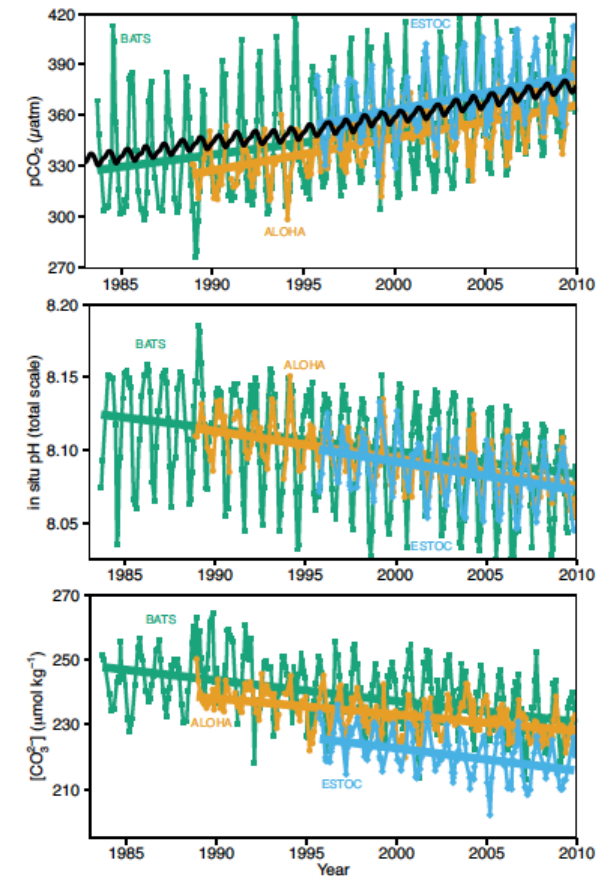 420
BATS
ESTOC
390
360
pCO₂ (µatm)
330
300
ALOHA
270
1985 1990 1995 2000 2005 2010
8.20
BATS
ALOHA
8.15
in situ pH (total scale)
8.10
8.05
ESTOC
1985 1990 1995 2000 2005 2010
270
BATS
250
[CO₃²⁻] (µmol kg⁻¹)
230
ALOHA
210
ESTOC
1985 1990 1995 2000 2005 2010
Year